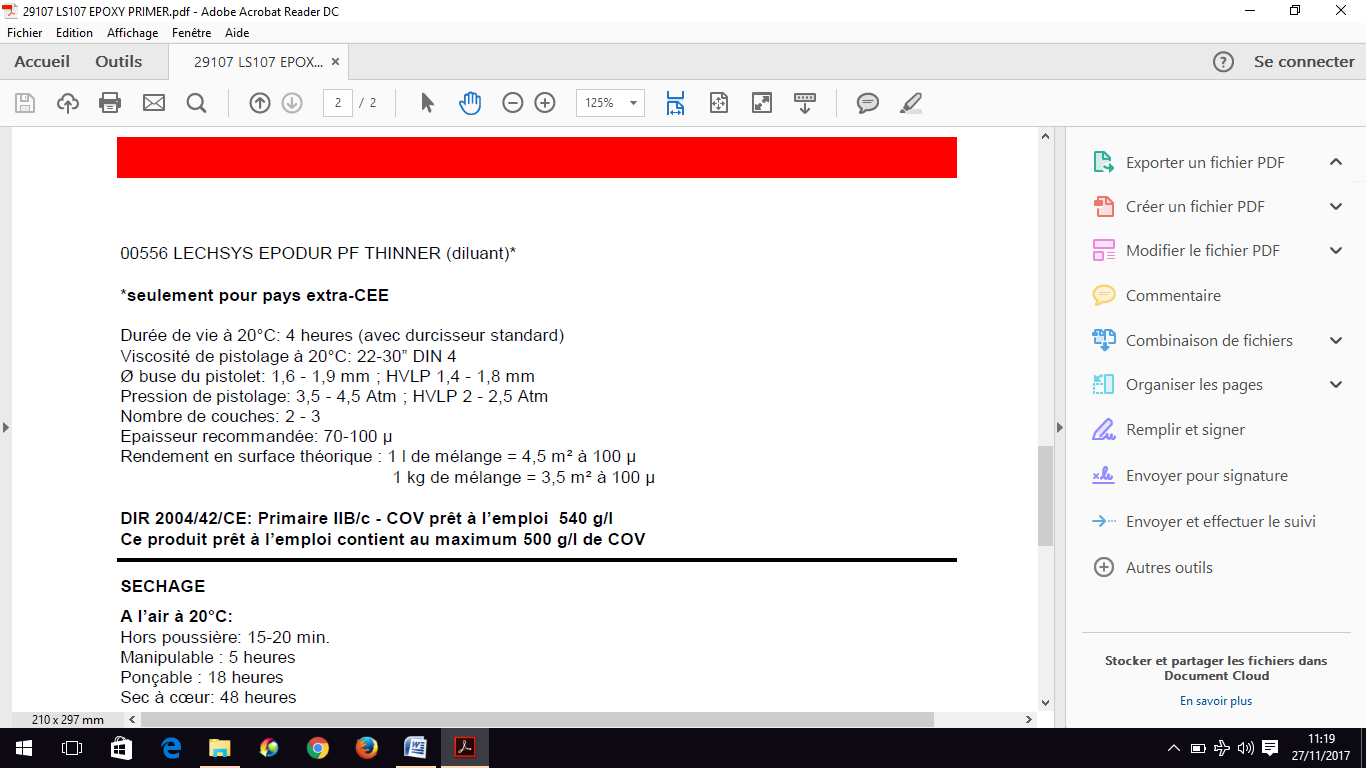 29107 LS107 EPOXY PRIMER.pdf - Adobe Acrobat Reader DC
Fichier Edition Affichage Fenêtre Aide
Accueil Outils 29107 LS107 EPOX... × Se connecter
2 / 2 125%
00556 LECHSYS EPODUR PF THINNER (diluant)*
*seulement pour pays extra-CEE
Durée de vie à 20°C: 4 heures (avec durcisseur standard)
Viscosité de pistolage à 20°C: 22-30” DIN 4
Ø buse du pistolet: 1,6 - 1,9 mm ; HVLP 1,4 - 1,8 mm
Pression de pistolage: 3,5 - 4,5 Atm ; HVLP 2 - 2,5 Atm
Nombre de couches: 2 - 3
Epaisseur recommandée: 70-100 µ
Rendement en surface théorique : 1 l de mélange = 4,5 m² à 100 µ
1 kg de mélange = 3,5 m² à 100 µ
DIR 2004/42/CE: Primaire IIB/c - COV prêt à l’emploi 540 g/l
Ce produit prêt à l’emploi contient au maximum 500 g/l de COV
SECHAGE
A l’air à 20°C:
Hors poussière: 15-20 min.
Manipulable : 5 heures
Ponçable : 18 heures
Sec à cœur: 48 heures
210 x 297 mm
Exporter un fichier PDF
Créer un fichier PDF
Modifier le fichier PDF
Commentaire
Combinaison de fichiers
Organiser les pages
Remplir et signer
Envoyer pour signature
Envoyer et effectuer le suivi
Autres outils
Stocker et partager les fichiers dans
Document Cloud
En savoir plus
11:19
27/11/2017